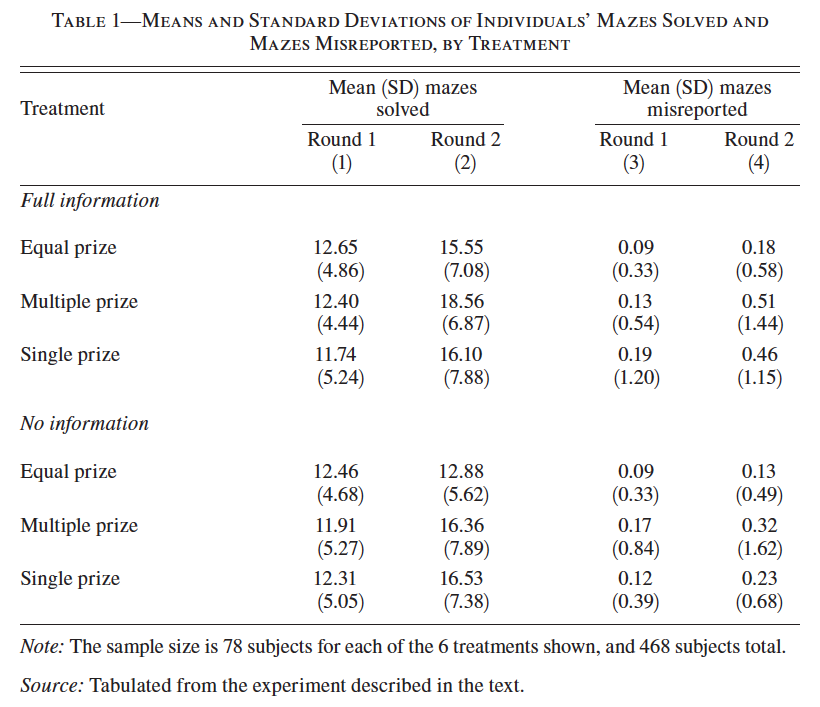 TABLE 1—MEANS AND STANDARD DEVIATIONS OF INDIVIDUALS' MAZES SOLVED AND
MAZES MISREPORTED, BY TREATMENT
Treatment Mean (SD) mazes solved Mean (SD) mazes misreported
Round 1 Round 2 Round 1 Round 2
(1) (2) (3) (4)
Full information
Equal prize 12.65 15.55 0.09 0.18
(4.86) (7.08) (0.33) (0.58)
Multiple prize 12.40 18.56 0.13 0.51
(4.44) (6.87) (0.54) (1.44)
Single prize 11.74 16.10 0.19 0.46
(5.24) (7.88) (1.20) (1.15)
No information
Equal prize 12.46 12.88 0.09 0.13
(4.68) (5.62) (0.33) (0.49)
Multiple prize 11.91 16.36 0.17 0.32
(5.27) (7.89) (0.84) (1.62)
Single prize 12.31 16.53 0.12 0.23
(5.05) (7.38) (0.39) (0.68)
Note: The sample size is 78 subjects for each of the 6 treatments shown, and 468 subjects total.
Source: Tabulated from the experiment described in the text.